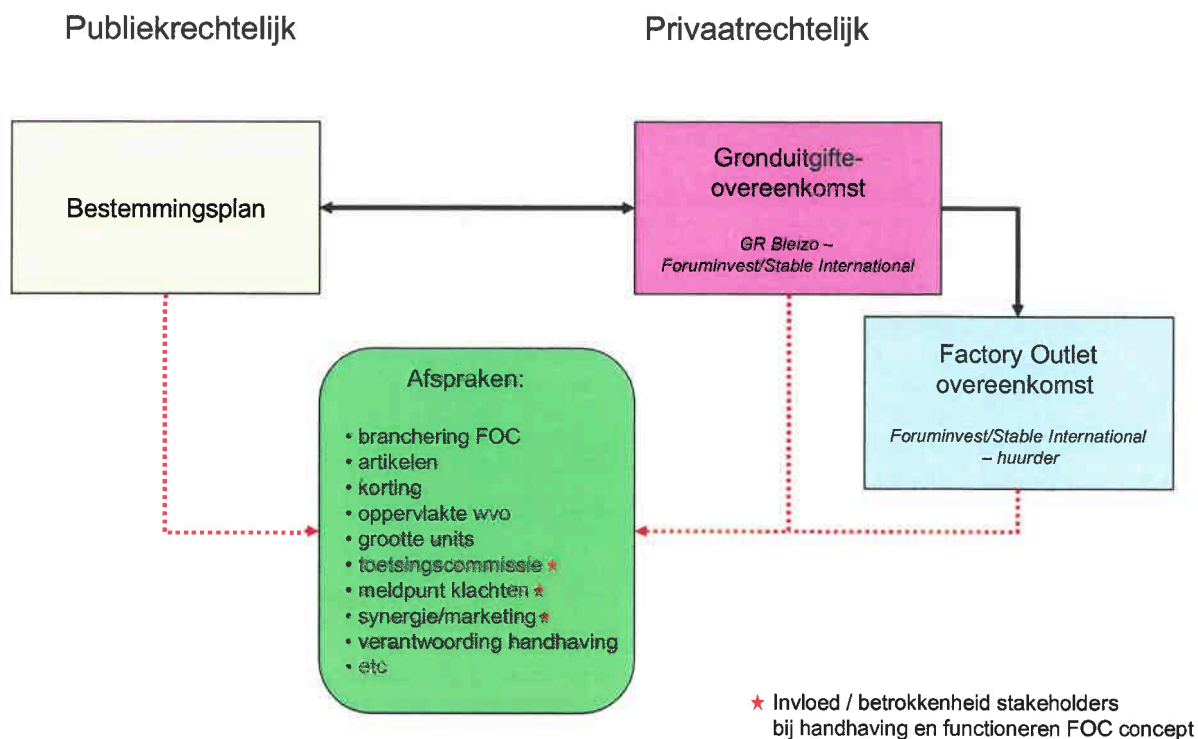 Publiekrechtelijk
Privaatrechtelijk
Bestemmingsplan
Gronduitgifte-
overeenkomst
GR Bleizo –
Foruminvest/Stable International
Factory Outlet
overeenkomst
Foruminvest/Stable International
– huurder
Afspraken:
• branchering FOC
• artikelen
• korting
• oppervlakte wvo
• grootte units
• toetsingscommissie ★
• meldpunt klachten ★
• synergie/marketing ★
• verantwoording handhaving
• etc
★ Invloed / betrokkenheid stakeholders
bij handhaving en functioneren FOC concept